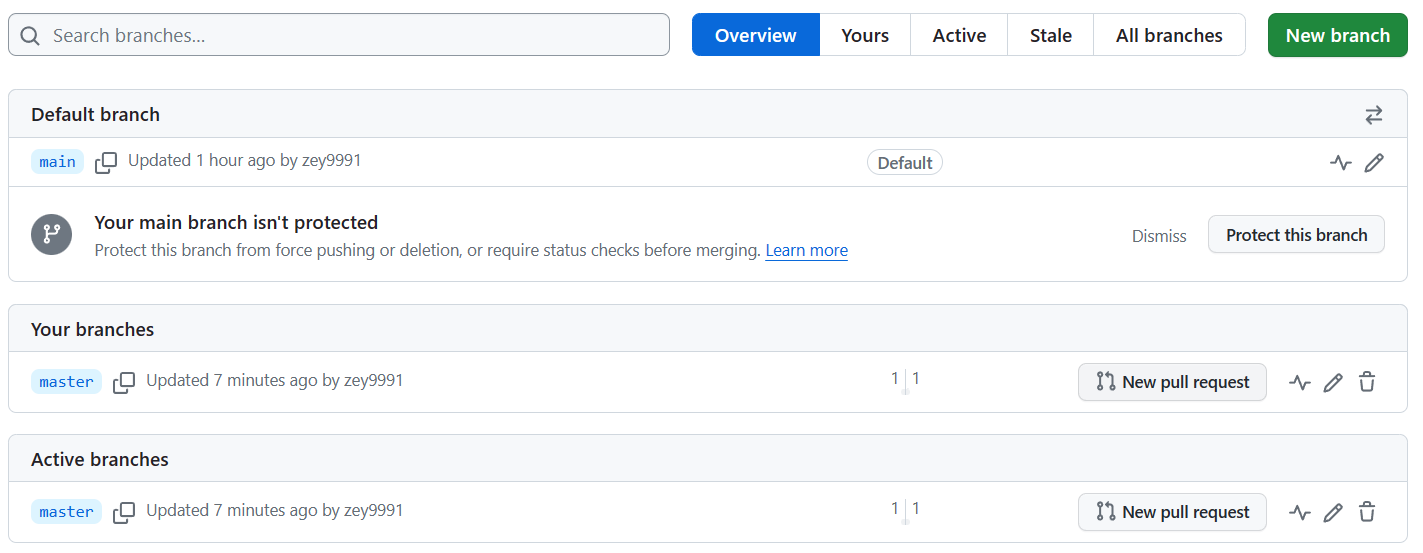 Search branches...
Overview Yours Active Stale All branches New branch
Default branch
main Updated 1 hour ago by zey9991 Default
Your main branch isn't protected
Protect this branch from force pushing or deletion, or require status checks before merging. Learn more
Dismiss Protect this branch
Your branches
master Updated 7 minutes ago by zey9991 1 1 New pull request
Active branches
master Updated 7 minutes ago by zey9991 1 1 New pull request